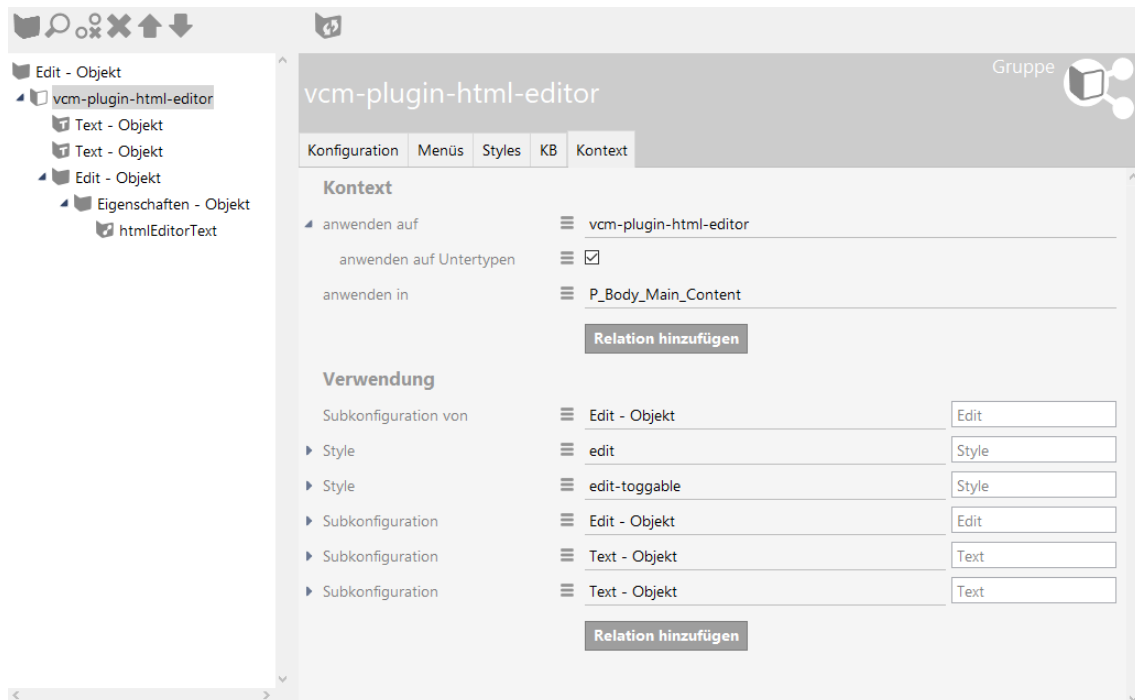 Edit - Objekt
vcm-plugin-html-editor
Text - Objekt
Text - Objekt
Edit - Objekt
Eigenschaften - Objekt
htmlEditorText
Gruppe
vcm-plugin-html-editor
Konfiguration Menüs Styles KB Kontext
Kontext
anwenden auf vcm-plugin-html-editor
anwenden auf Untertypen
anwenden in P_Body_Main_Content
Relation hinzufügen
Verwendung
Subkonfiguration von Edit - Objekt Edit
Style edit Style
Style edit-toggable Style
Subkonfiguration Edit - Objekt Edit
Subkonfiguration Text - Objekt Text
Subkonfiguration Text - Objekt Text
Relation hinzufügen